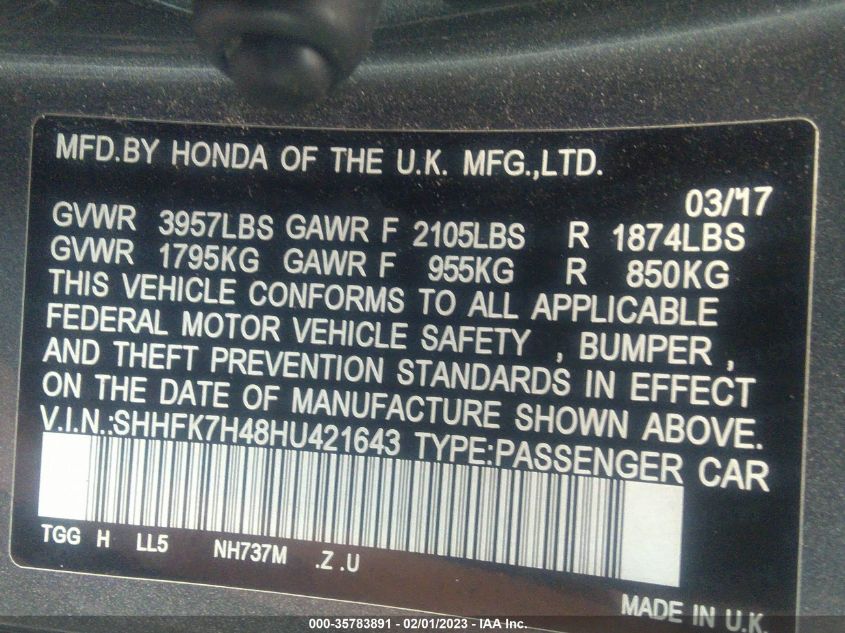 MFD.BY HONDA OF THE U.K. MFG.,LTD.
03/'17
GVWR 3957LBS GAWR F 2105LBS R 1874LBS
GVWR 1795KG GAWR F 955KG R 850KG
THIS VEHICLE CONFORMS TO ALL APPLICABLE
FEDERAL MOTOR VEHICLE SAFETY , BUMPER ,
AND THEFT PREVENTION STANDARDS IN EFFECT
ON THE DATE OF MANUFACTURE SHOWN ABOVE.
V.I.N.:SHHFK7H48HU421643 TYPE:PASSENGER CAR
TGG H LL5 NH737M .Z .U
MADE IN U.K
000-35783891 - 02/01/2023 - IAA Inc.